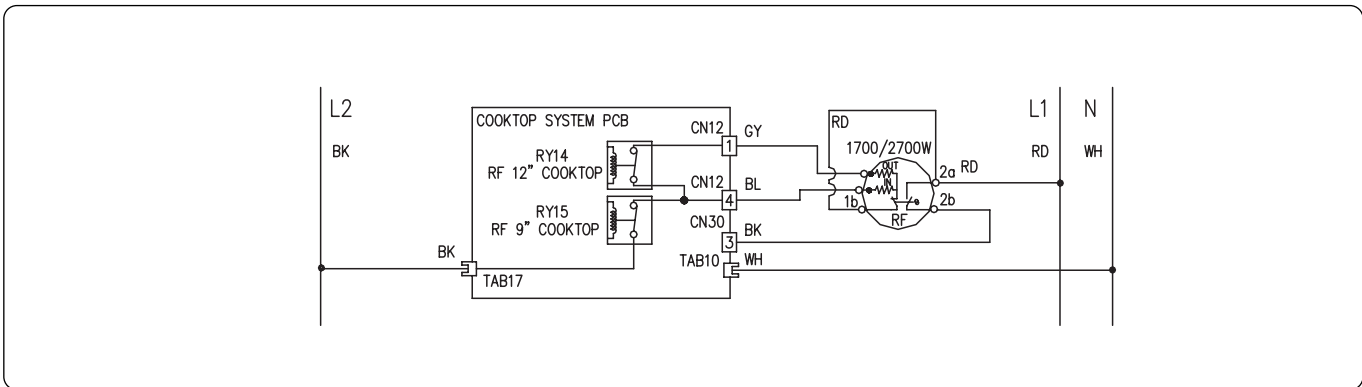 L2
BK
COOKTOP SYSTEM PCB
RY14
RF 12” COOKTOP
RY15
RF 9” COOKTOP
BK
TAB17
CN12
1
GY
CN12
4
BL
CN30
3
BK
TAB10
WH
RD
1700/2700W
OUT
IN
2a
RD
1b
2b
RF
L1
RD
N
WH